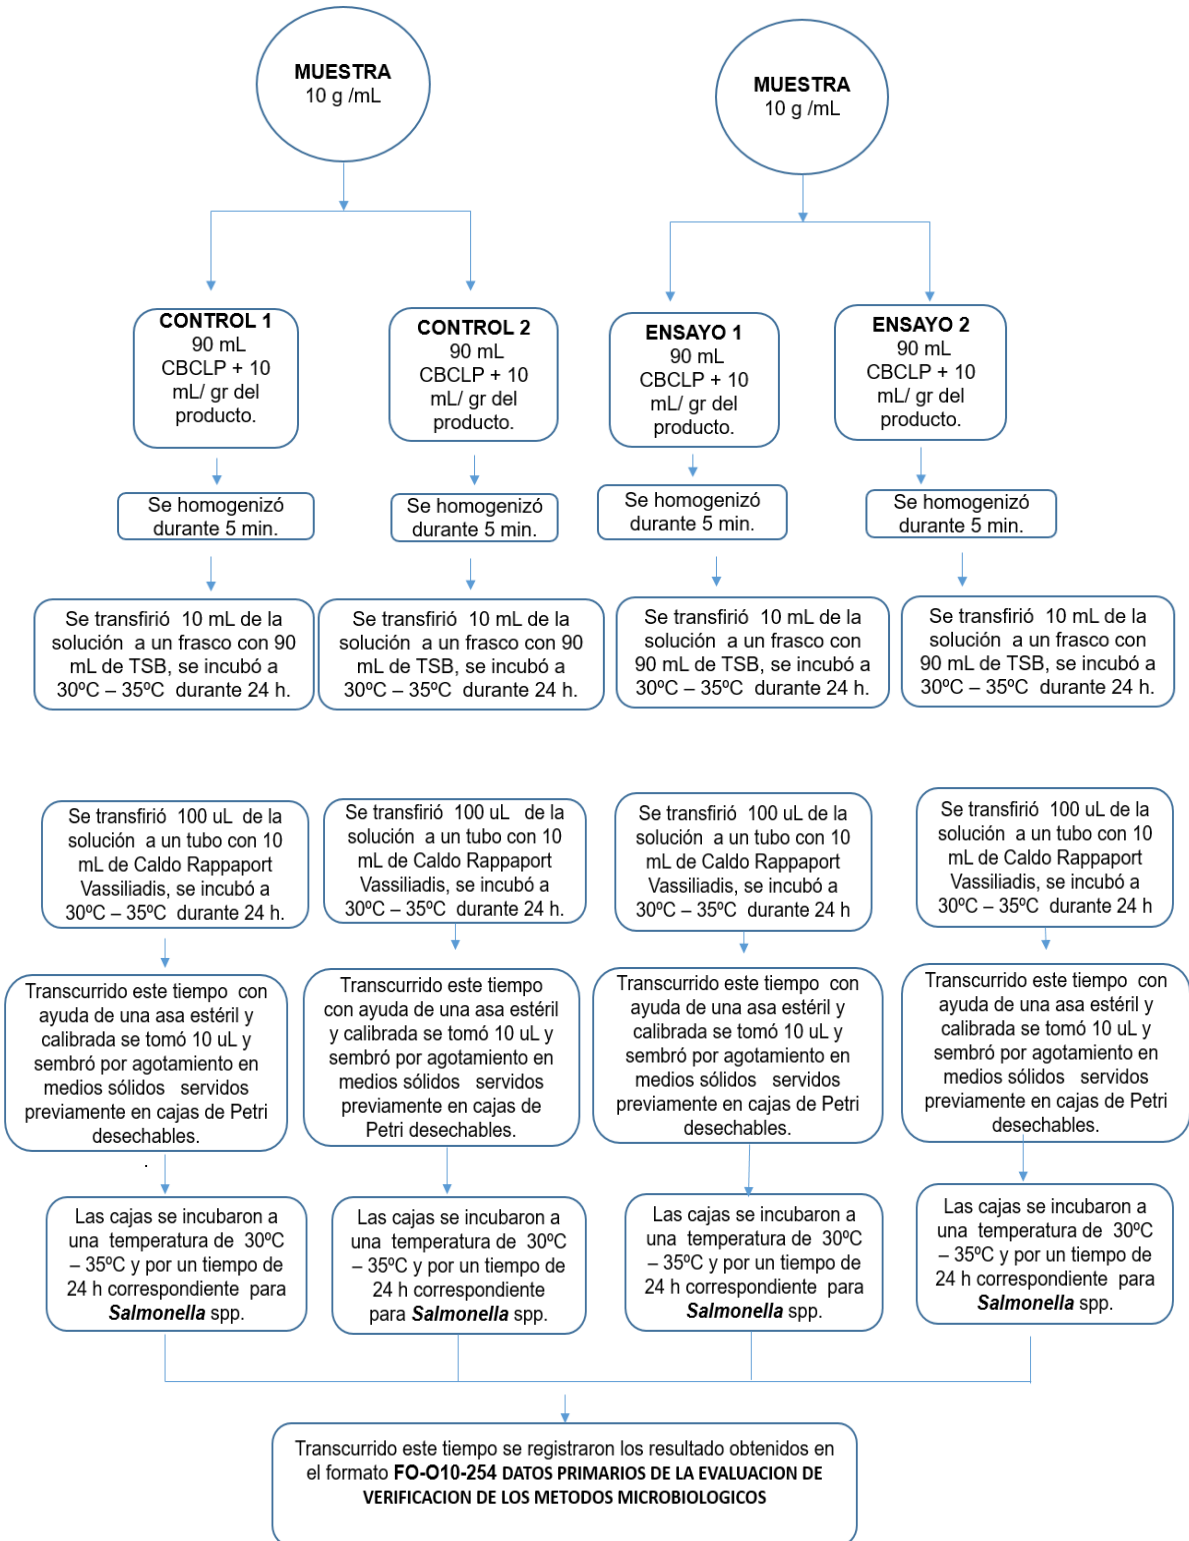 MUESTRA
10 g /mL
MUESTRA
10 g /mL
CONTROL 1
90 mL
CBCLP + 10
mL/ gr del
producto.
CONTROL 2
90 mL
CBCLP + 10
mL/ gr del
producto.
ENSAYO 1
90 mL
CBCLP + 10
mL/ gr del
producto.
ENSAYO 2
90 mL
CBCLP + 10
mL/ gr del
producto.
Se homogenizó
durante 5 min.
Se homogenizó
durante 5 min.
Se homogenizó
durante 5 min.
Se homogenizó
durante 5 min.
Se transfirió 10 mL de la
solución a un frasco con 90
mL de TSB, se incubó a
30ºC – 35ºC durante 24 h.
Se transfirió 10 mL de la
solución a un frasco con 90
mL de TSB, se incubó a
30ºC – 35ºC durante 24 h.
Se transfirió 10 mL de la
solución a un frasco con
90 mL de TSB, se incubó a
30ºC – 35ºC durante 24 h.
Se transfirió 10 mL de la
solución a un frasco con
90 mL de TSB, se incubó a
30ºC – 35ºC durante 24 h.
Se transfirió 100 uL de la
solución a un tubo con 10
mL de Caldo Rappaport
Vassiliadis, se incubó a
30ºC – 35ºC durante 24 h.
Se transfirió 100 uL de la
solución a un tubo con 10
mL de Caldo Rappaport
Vassiliadis, se incubó a
30ºC – 35ºC durante 24 h.
Se transfirió 100 uL de la
solución a un tubo con 10
mL de Caldo Rappaport
Vassiliadis, se incubó a
30ºC – 35ºC durante 24 h
Se transfirió 100 uL de la
solución a un tubo con 10
mL de Caldo Rappaport
Vassiliadis, se incubó a
30ºC – 35ºC durante 24 h
Transcurrido este tiempo con
ayuda de una asa estéril y
calibrada se tomó 10 uL y
sembró por agotamiento en
medios sólidos servidos
previamente en cajas de Petri
desechables.
.
Transcurrido este tiempo
con ayuda de una asa estéril
y calibrada se tomó 10 uL y
sembró por agotamiento en
medios sólidos servidos
previamente en cajas de
Petri desechables.
Transcurrido este tiempo con
ayuda de una asa estéril y
calibrada se tomó 10 uL y
sembró por agotamiento en
medios sólidos servidos
previamente en cajas de Petri
desechables.
Transcurrido este tiempo con
ayuda de una asa estéril y
calibrada se tomó 10 uL y
sembró por agotamiento en
medios sólidos servidos
previamente en cajas de Petri
desechables.
Las cajas se incubaron a
una temperatura de 30ºC
– 35ºC y por un tiempo de
24 h correspondiente para
Salmonella spp.
Las cajas se incubaron a
una temperatura de 30ºC
– 35ºC y por un tiempo de
24 h correspondiente
para Salmonella spp.
Las cajas se incubaron a
una temperatura de 30ºC
– 35ºC y por un tiempo de
24 h correspondiente para
Salmonella spp.
Las cajas se incubaron a
una temperatura de 30ºC
– 35ºC y por un tiempo de
24 h correspondiente para
Salmonella spp.
Transcurrido este tiempo se registraron los resultado obtenidos en
el formato FO-O10-254 DATOS PRIMARIOS DE LA EVALUACION DE
VERIFICACION DE LOS METODOS MICROBIOLOGICOS